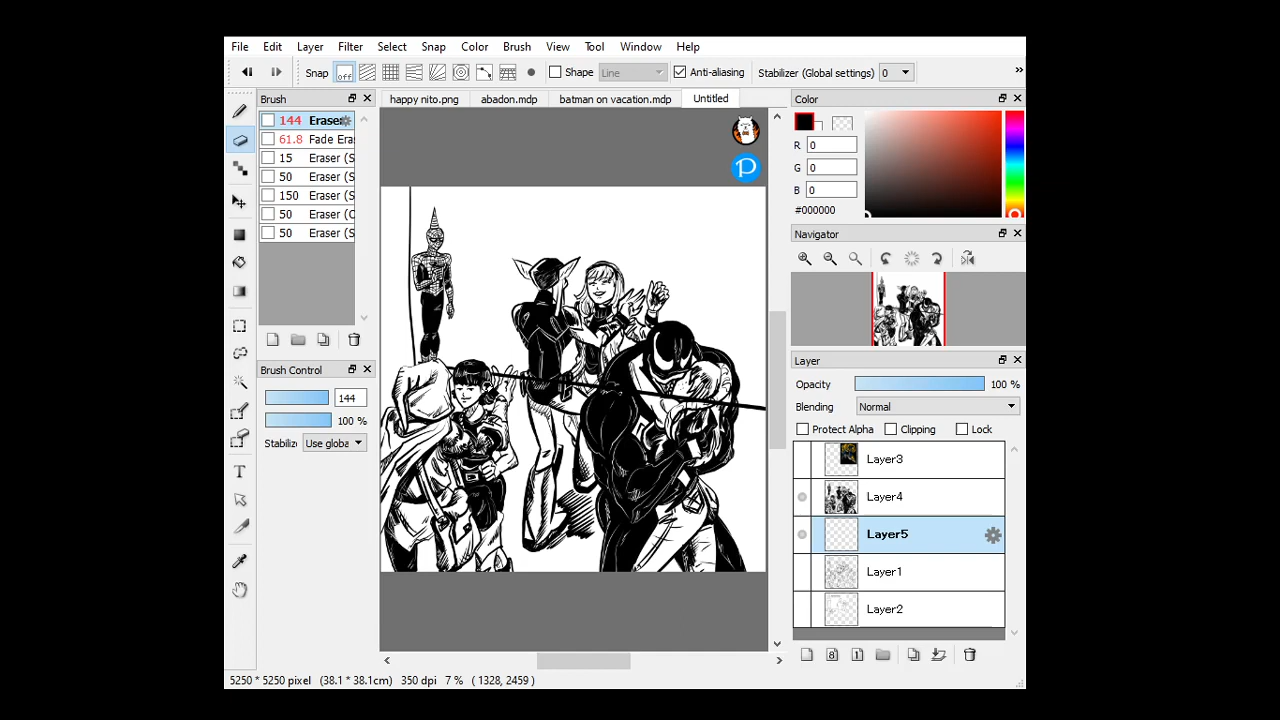 File Edit Layer Filter Select Snap Color Brush View Tool Window Help
Snap off Shape Line Anti-aliasing Stabilizer (Global settings) 0 »
Brush
happy nito.png abadon.mdp batman on vacation.mdp Untitled
144 Eraser
61.8 Fade Era
15 Eraser (S
50 Eraser (S
150 Eraser (S
50 Eraser (C
50 Eraser (S
Brush Control
144
100 %
Stabiliz Use globa
T
P
Color
R 0
G 0
B 0
#000000
Navigator
Layer
Opacity 100 %
Blending Normal
Protect Alpha Clipping Lock
Layer3
Layer4
Layer5
Layer1
Layer2
8 1
5250 * 5250 pixel (38.1 * 38.1cm) 350 dpi 7 % ( 1328, 2459 )